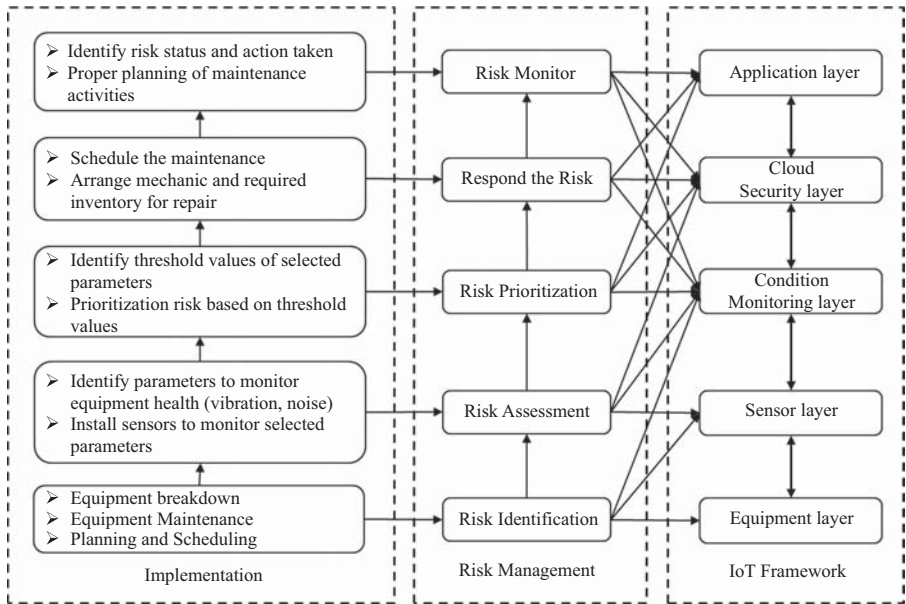 ➢ Identify risk status and action taken
➢ Proper planning of maintenance
activities
➢ Schedule the maintenance
➢ Arrange mechanic and required
inventory for repair
➢ Identify threshold values of selected
parameters
➢ Prioritization risk based on threshold
values
➢ Identify parameters to monitor
equipment health (vibration, noise)
➢ Install sensors to monitor selected
parameters
➢ Equipment breakdown
➢ Equipment Maintenance
➢ Planning and Scheduling
Implementation
Risk Monitor
Respond the Risk
Risk Prioritization
Risk Assessment
Risk Identification
Risk Management
Application layer
Cloud
Security layer
Condition
Monitoring layer
Sensor layer
Equipment layer
IoT Framework